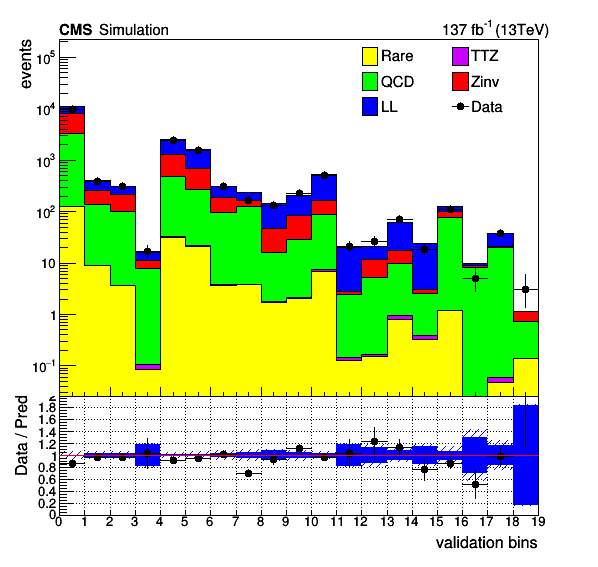 CMS Simulation 137 fb⁻¹ (13TeV)
events
10⁵
10⁴
10³
10²
10
1
10⁻¹
Rare TTZ
QCD Zinv
LL Data
Data / Pred
2
1.8
1.6
1.4
1.2
1
0.8
0.6
0.4
0.2
0
0 1 2 3 4 5 6 7 8 9 10 11 12 13 14 15 16 17 18 19
validation bins